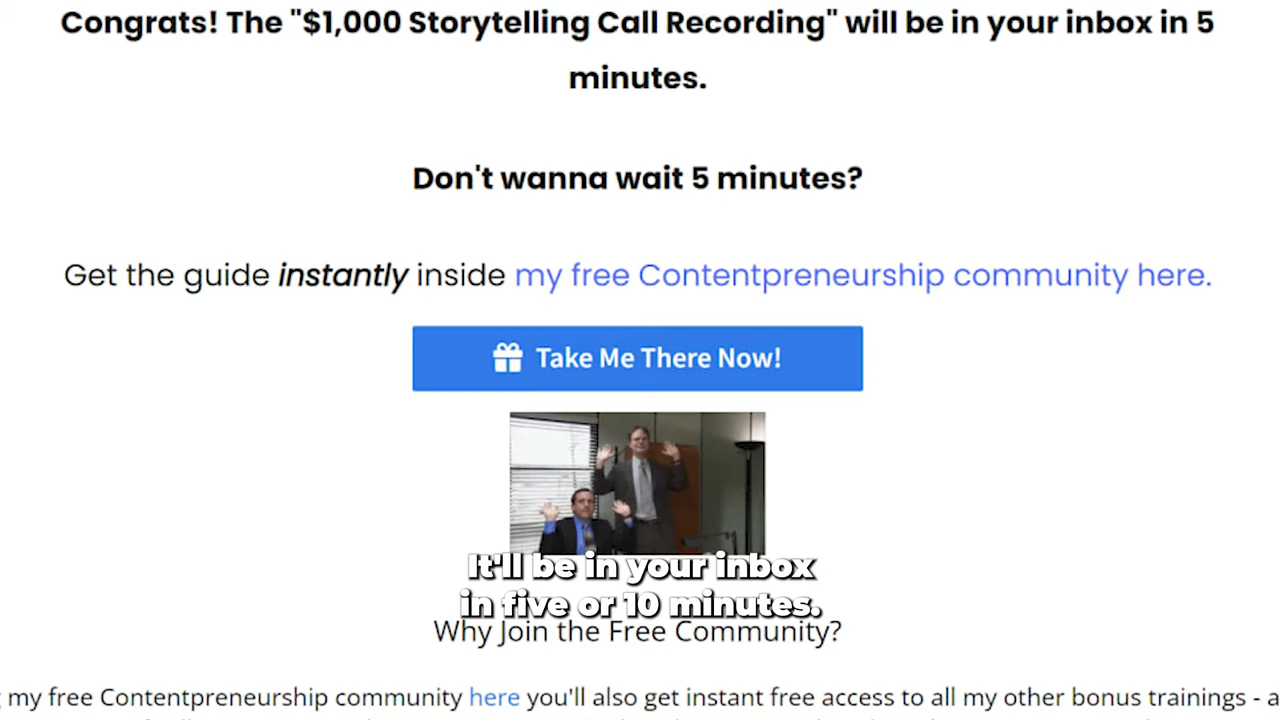 Congrats! The "$1,000 Storytelling Call Recording" will be in your inbox in 5
minutes.
Don't wanna wait 5 minutes?
Get the guide instantly inside my free Contentpreneurship community here.
Take Me There Now!
It'll be in your inbox
in five or 10 minutes.
Why Join the Free Community?
my free Contentpreneurship community here you'll also get instant free access to all my other bonus trainings -